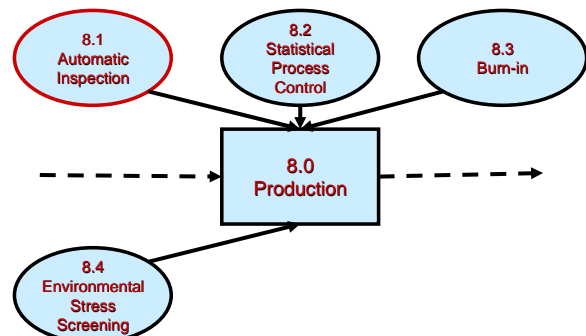 8.1
Automatic
Inspection
8.2
Statistical
Process
Control
8.3
Burn-in
8.0
Production
8.4
Environmental
Stress
Screening